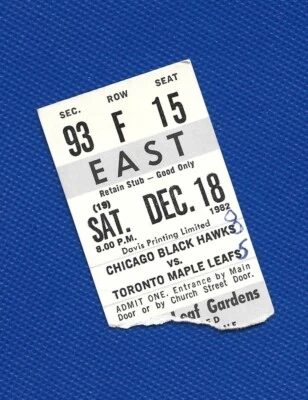 SEC. ROW SEAT
93 F 15
EAST
Retain Stub — Good Only
(19)
SAT. DEC. 18
8.00 P.M. 1982
Davis Printing Limited
CHICAGO BLACK HAWKS 8
vs.
TORONTO MAPLE LEAFS 5
ADMIT ONE. Entrance by Main
Door or by Church Street Door.
Leaf Gardens